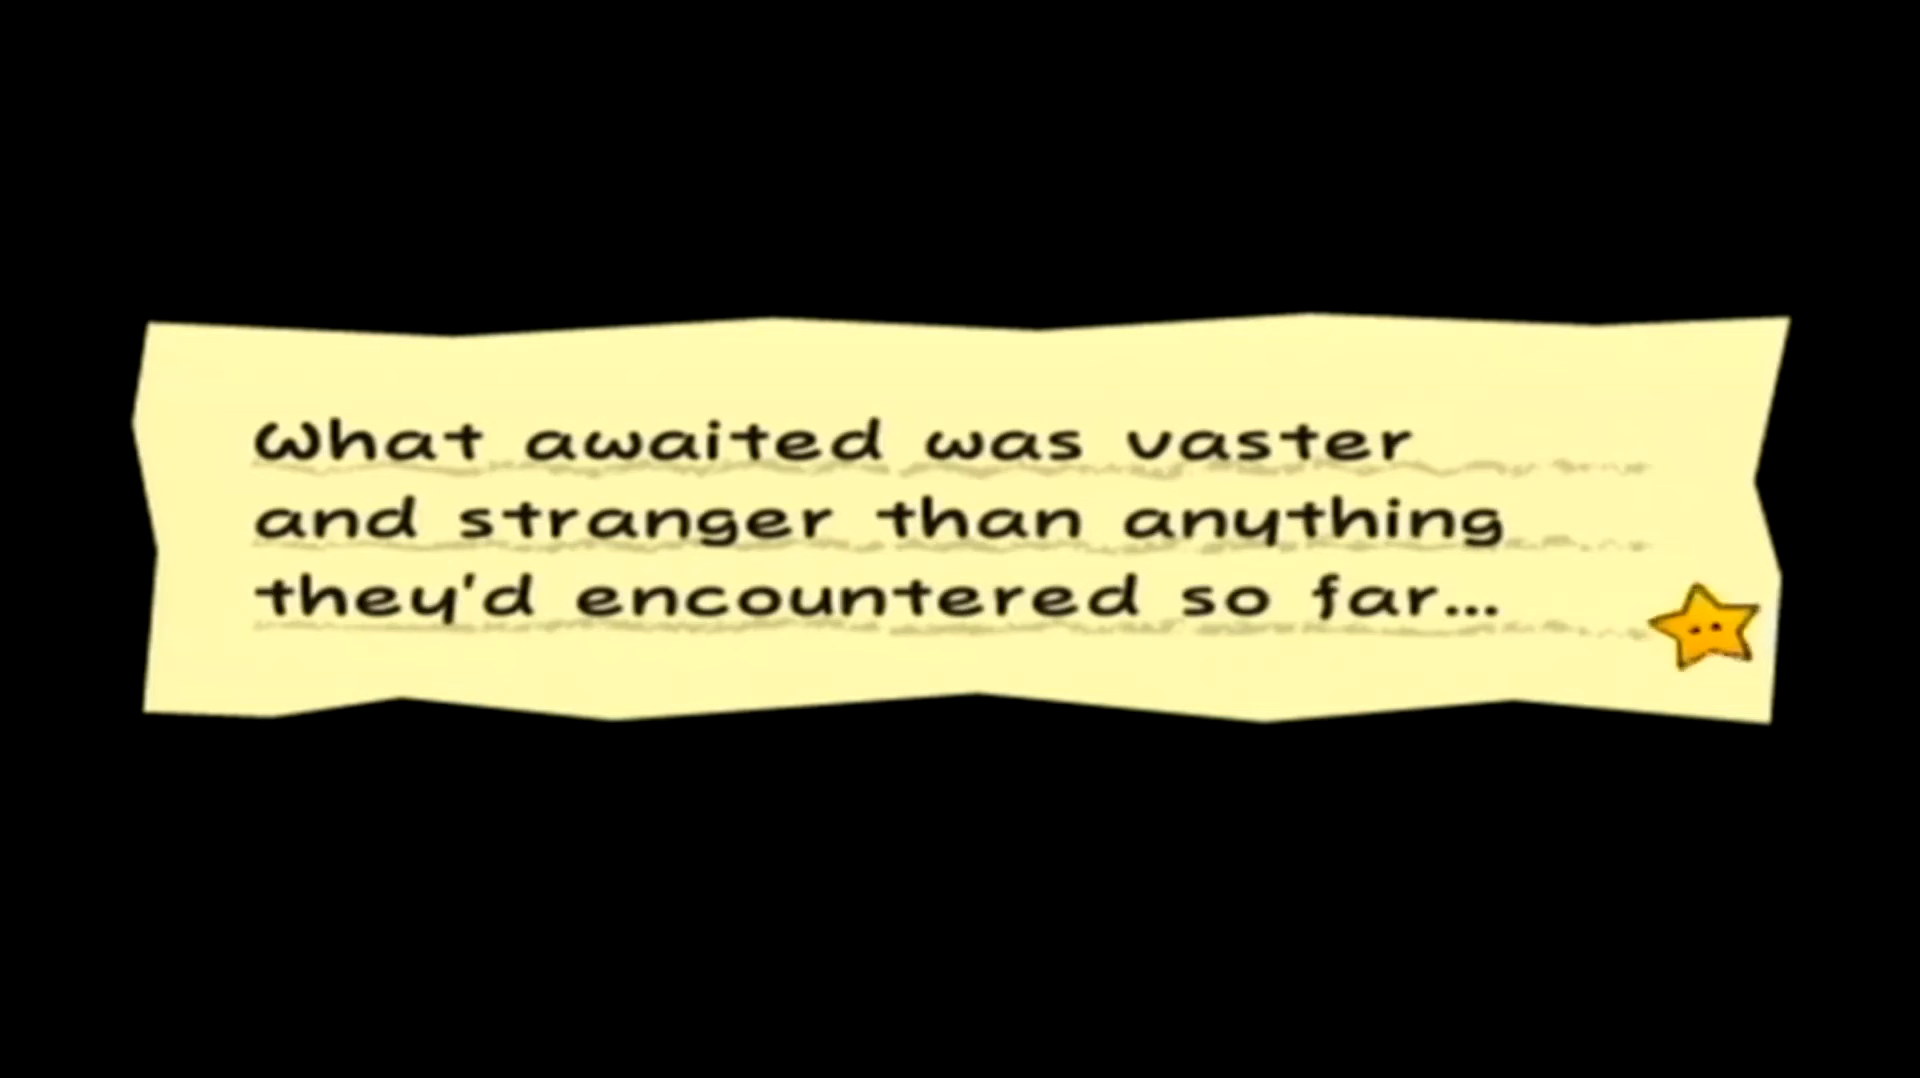 What awaited was vaster
and stranger than anything
they'd encountered so far...